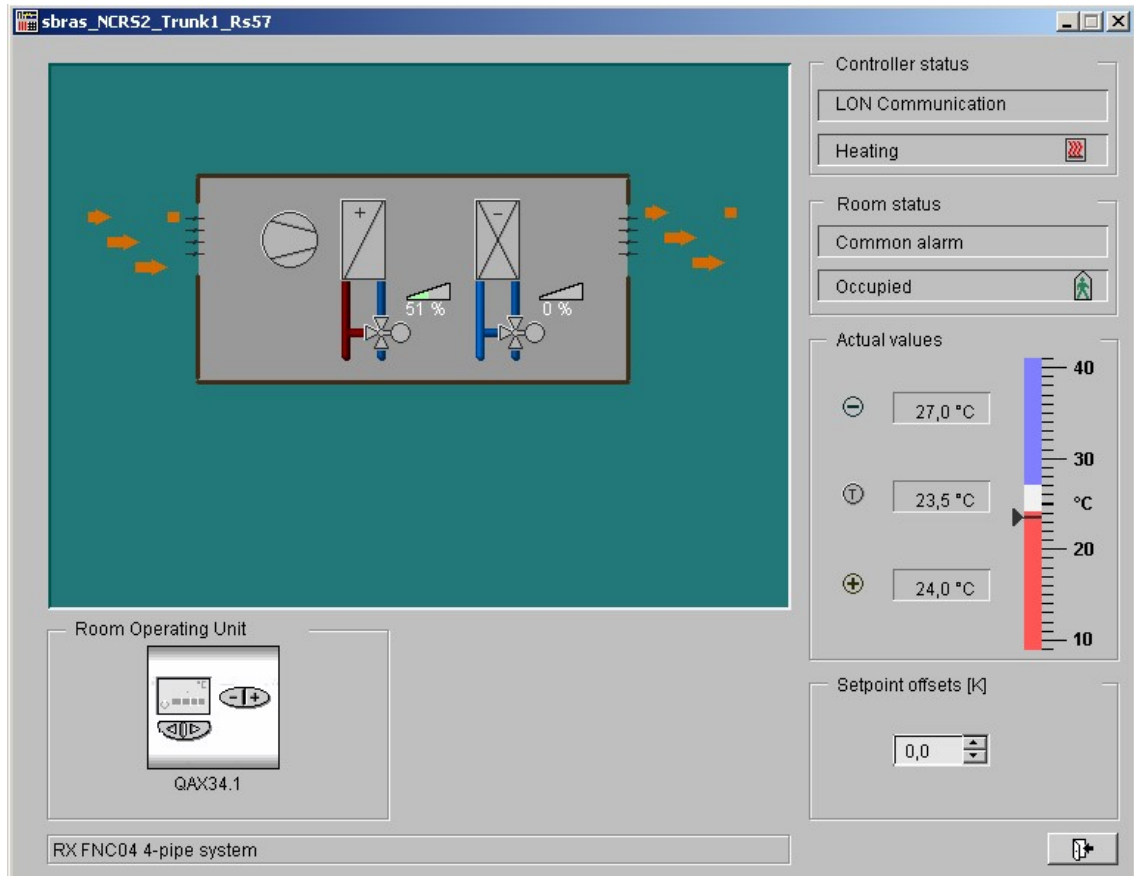 sbras_NCRS2_Trunk1_Rs57
Controller status
LON Communication
Heating
Room status
Common alarm
Occupied
+
-
51 %
0 %
Actual values
27,0 °C
T
23,5 °C
24,0 °C
40
30
°C
20
10
Room Operating Unit
°C
- +
QAX34.1
Setpoint offsets [K]
0,0
RX FNC04 4-pipe system